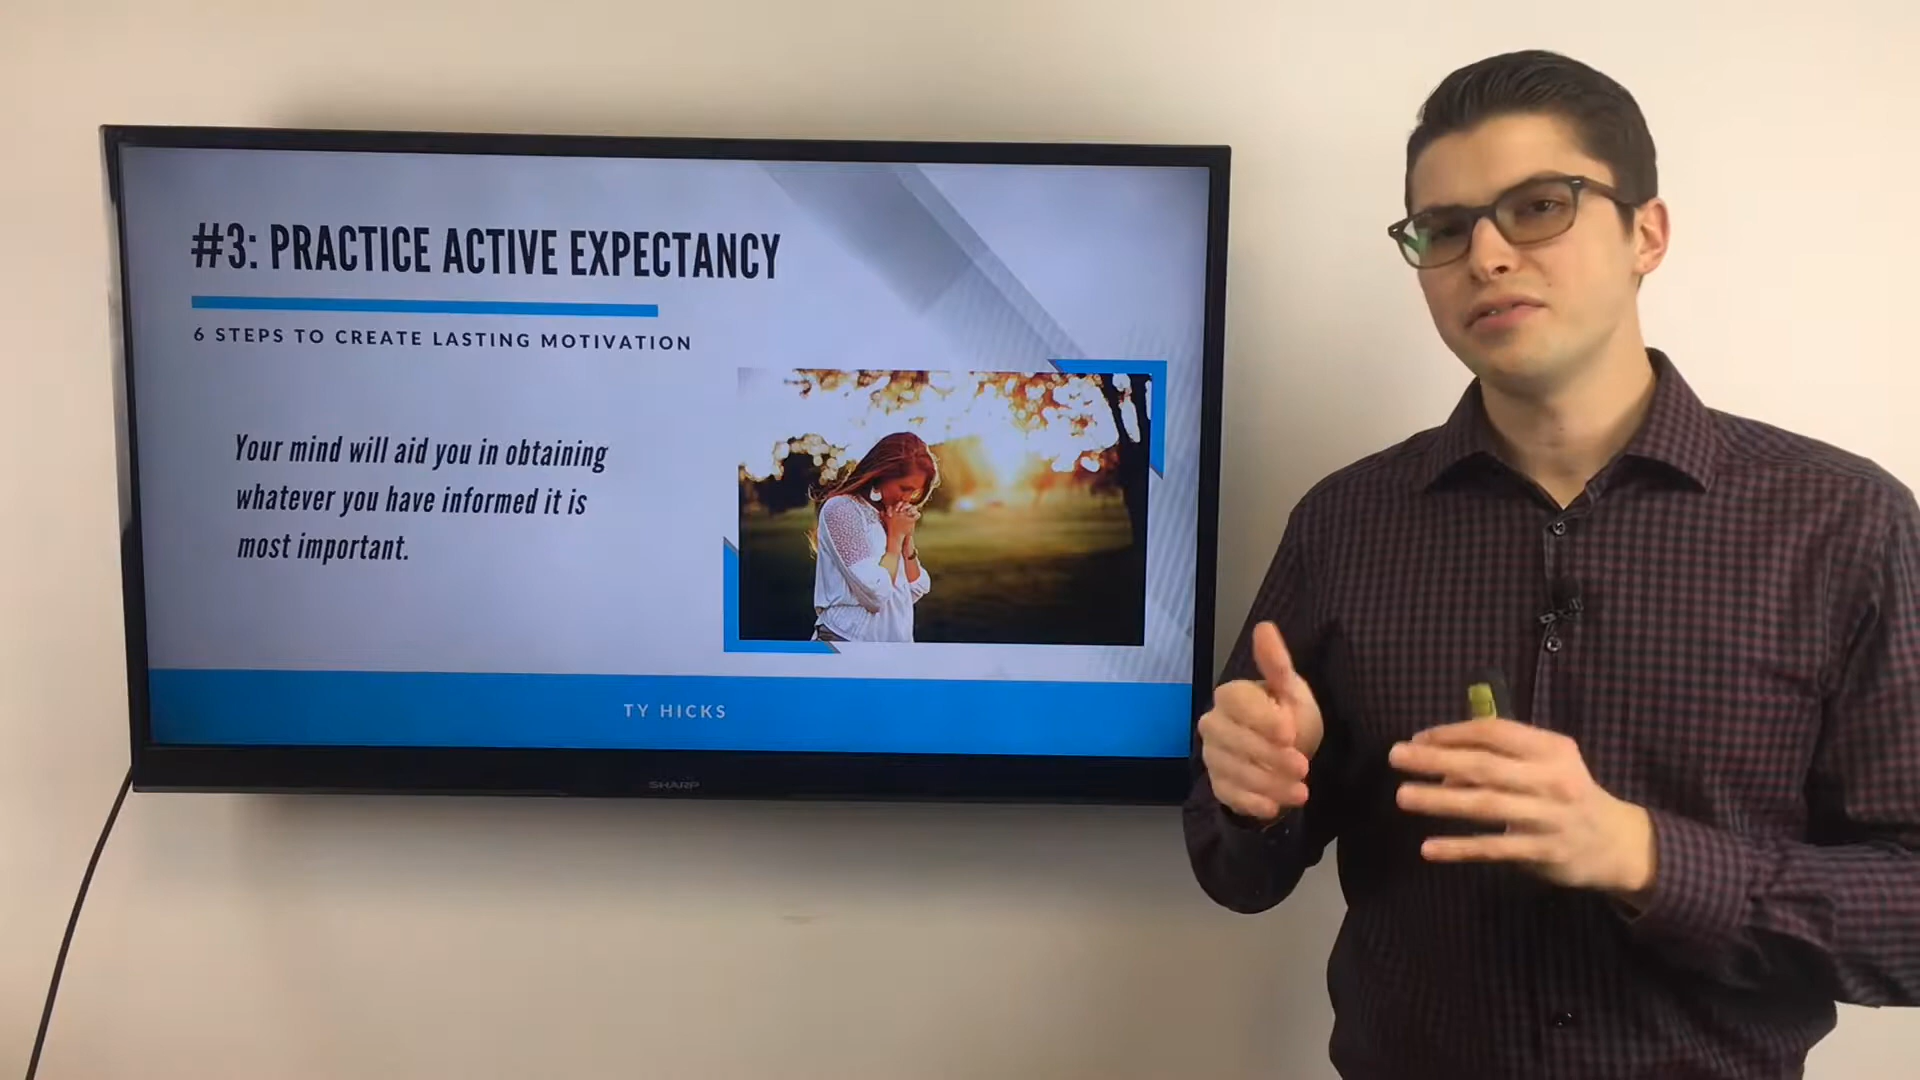 #3: PRACTICE ACTIVE EXPECTANCY
6 STEPS TO CREATE LASTING MOTIVATION
Your mind will aid you in obtaining
whatever you have informed it is
most important.
TY HICKS
SHARP